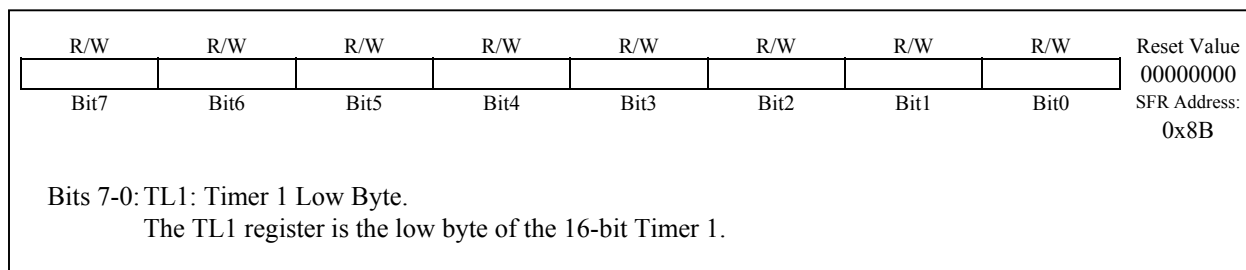 R/W R/W R/W R/W R/W R/W R/W R/W Reset Value
00000000
Bit7 Bit6 Bit5 Bit4 Bit3 Bit2 Bit1 Bit0 SFR Address:
0x8B
Bits 7-0: TL1: Timer 1 Low Byte.
The TL1 register is the low byte of the 16-bit Timer 1.